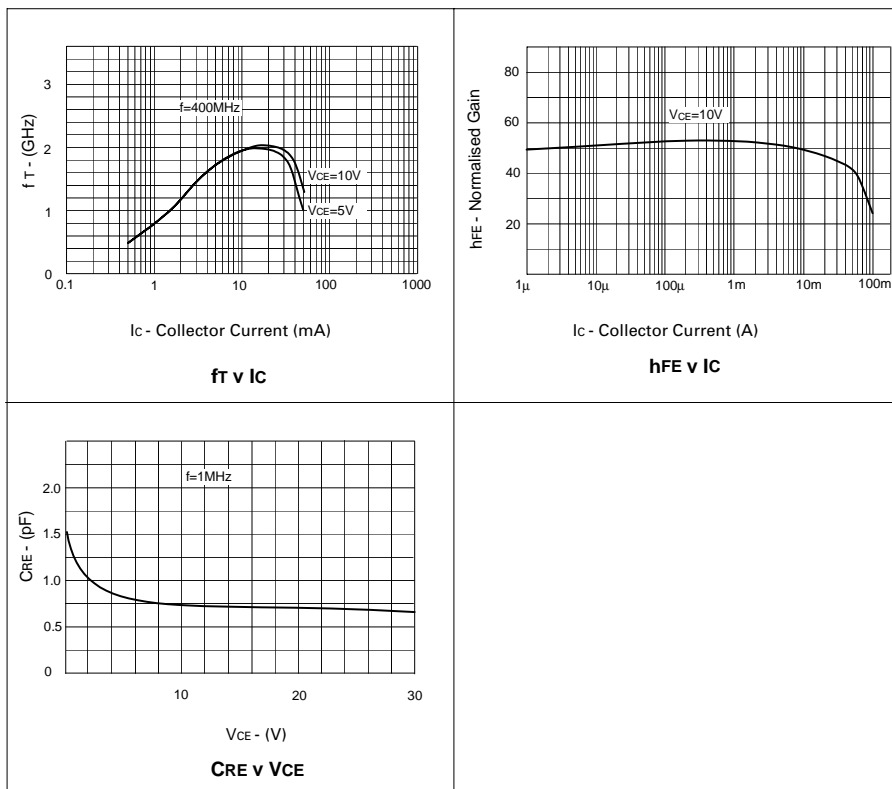 3
2
1
0
f T - (GHz)
f=400MHz
VCE=10V
VCE=5V
0.1 1 10 100 1000
IC - Collector Current (mA)
fT v IC
80
60
40
20
hFE - Normalised Gain
VCE=10V
1µ 10µ 100µ 1m 10m 100m
IC - Collector Current (A)
hFE v IC
2.0
1.5
1.0
0.5
0
CRE - (pF)
f=1MHz
10 20 30
VCE - (V)
CRE v VCE